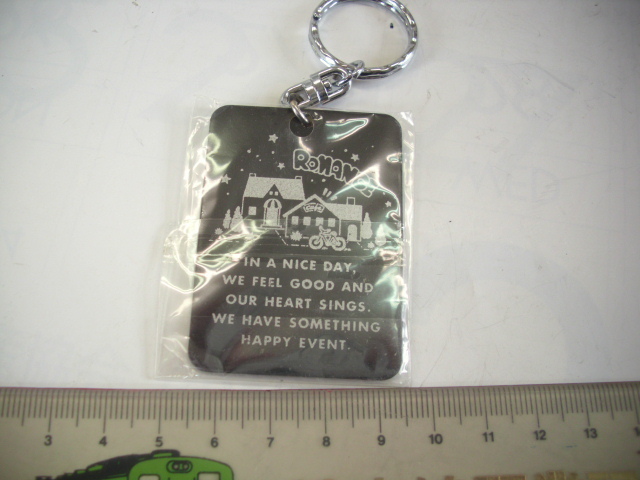 Café
IN A NICE DAY,
WE FEEL GOOD AND
OUR HEART SINGS.
WE HAVE SOMETHING
HAPPY EVENT.
3 4 5 6 7 8 9 10 11 12 13